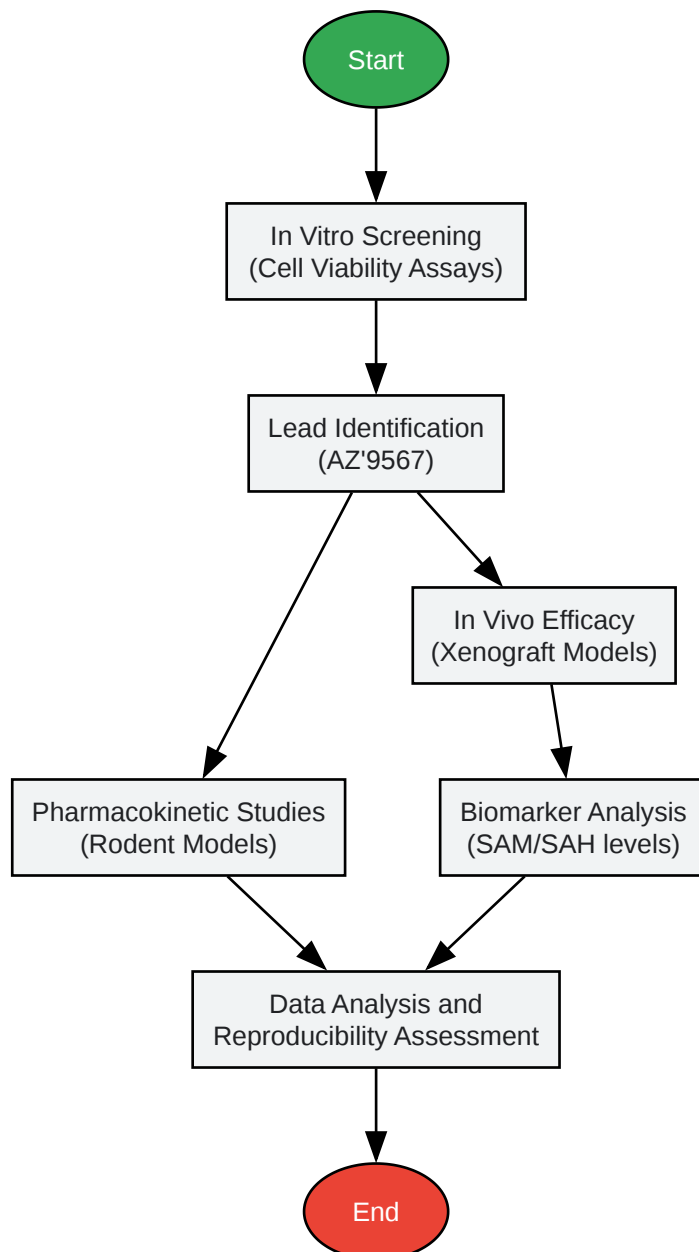 Start
In Vitro Screening
(Cell Viability Assays)
Lead Identification
(AZ'9567)
In Vivo Efficacy
(Xenograft Models)
Pharmacokinetic Studies
(Rodent Models)
Biomarker Analysis
(SAM/SAH levels)
Data Analysis and
Reproducibility Assessment
End